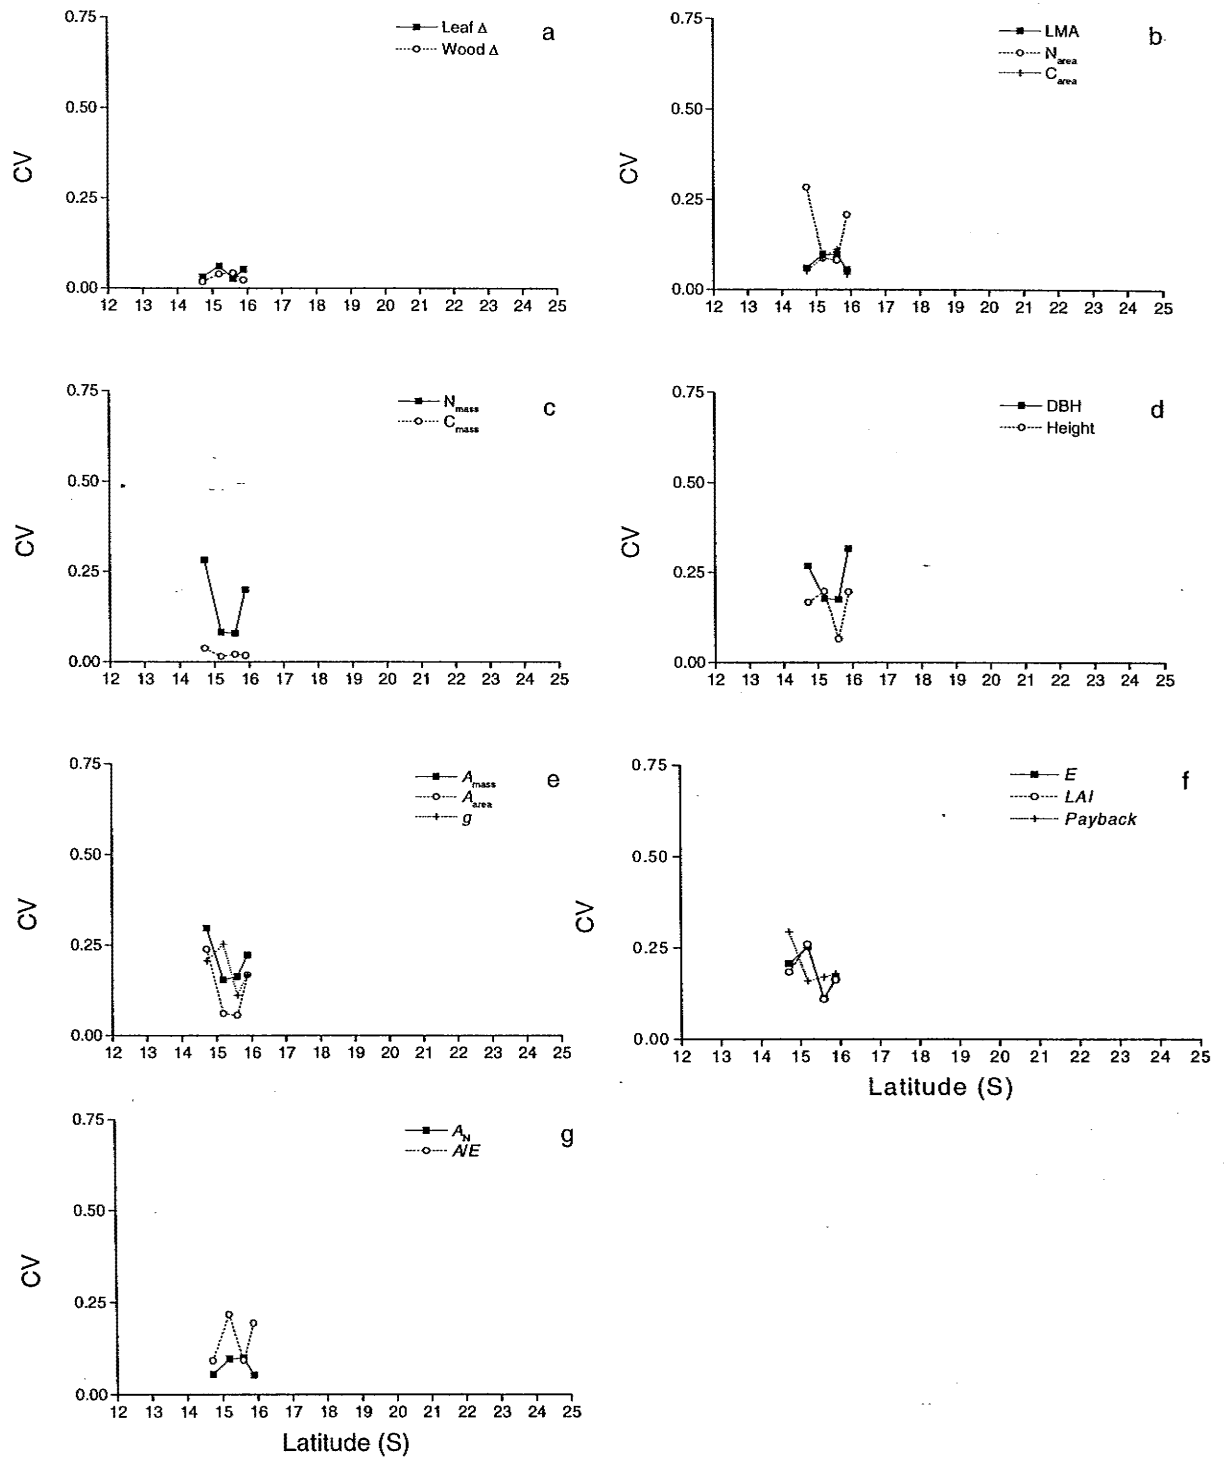 a
Leaf Δ
Wood Δ
CV
0.75
0.50
0.25
0.00
12 13 14 15 16 17 18 19 20 21 22 23 24 25
b
LMA
N area
C area
CV
0.75
0.50
0.25
0.00
12 13 14 15 16 17 18 19 20 21 22 23 24 25
c
N mass
C mass
CV
0.75
0.50
0.25
0.00
12 13 14 15 16 17 18 19 20 21 22 23 24 25
d
DBH
Height
CV
0.75
0.50
0.25
0.00
12 13 14 15 16 17 18 19 20 21 22 23 24 25
e
A mass
A area
g
CV
0.75
0.50
0.25
0.00
12 13 14 15 16 17 18 19 20 21 22 23 24 25
f
E
LAI
Payback
CV
0.75
0.50
0.25
0.00
12 13 14 15 16 17 18 19 20 21 22 23 24 25
Latitude (S)
g
A N
A/E
CV
0.75
0.50
0.25
0.00
12 13 14 15 16 17 18 19 20 21 22 23 24 25
Latitude (S)